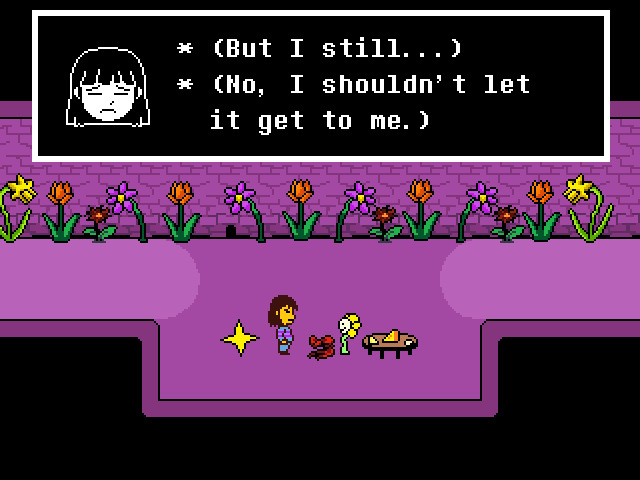 * (But I still...)
* (No, I shouldn't let
it get to me.)